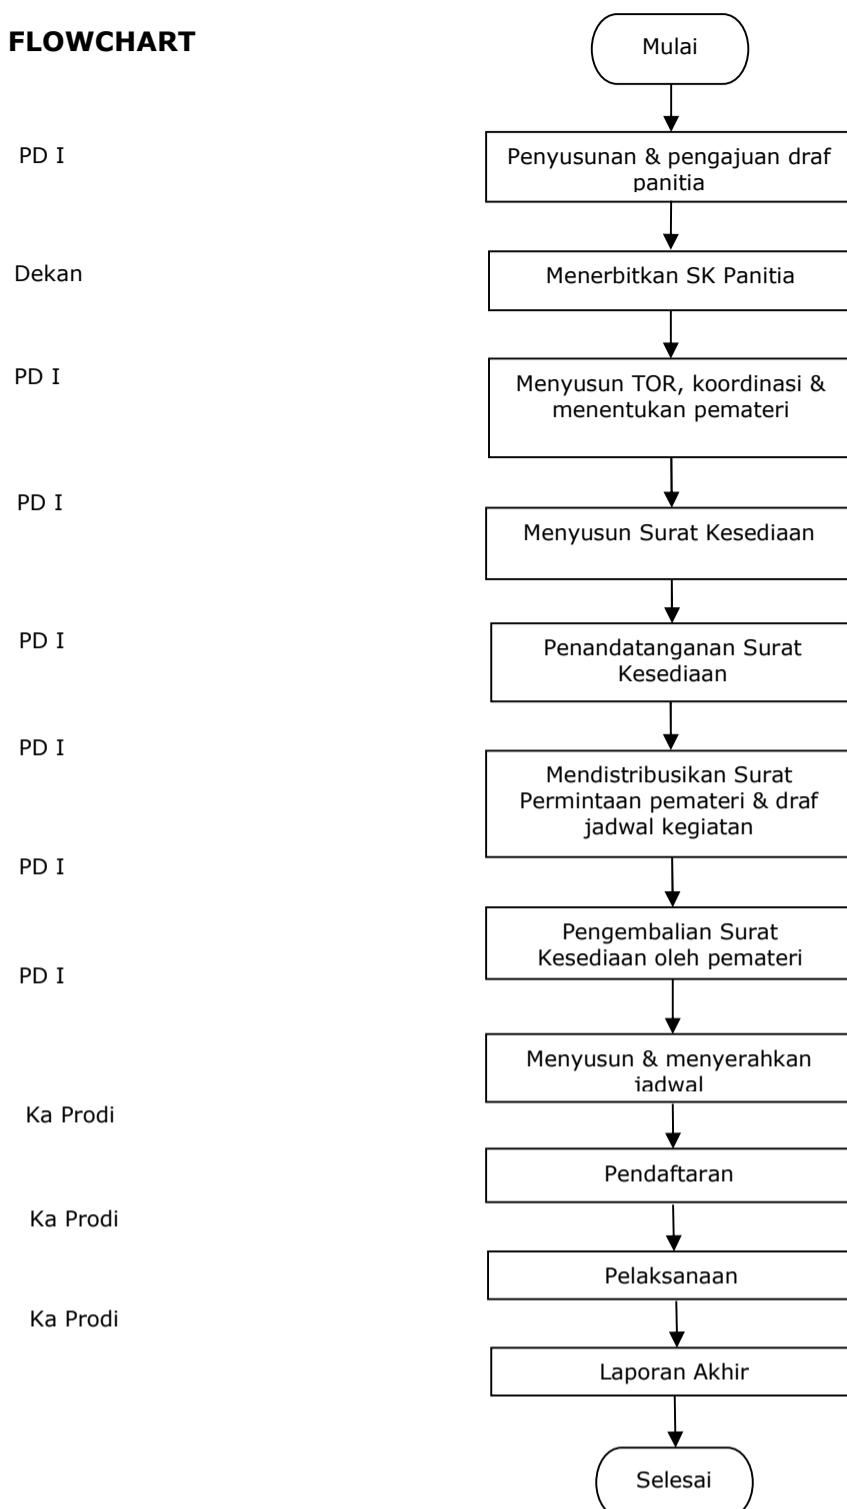 FLOWCHART
Mulai
PD I
Penyusunan & pengajuan draf
panitia
Dekan
Menerbitkan SK Panitia
PD I
Menyusun TOR, koordinasi &
menentukan pemateri
PD I
Menyusun Surat Kesediaan
PD I
Penandatanganan Surat
Kesediaan
PD I
Mendistribusikan Surat
Permintaan pemateri & draf
jadwal kegiatan
PD I
Pengembalian Surat
Kesediaan oleh pemateri
PD I
Menyusun & menyerahkan
jadwal
Ka Prodi
Pendaftaran
Ka Prodi
Pelaksanaan
Ka Prodi
Laporan Akhir
Selesai